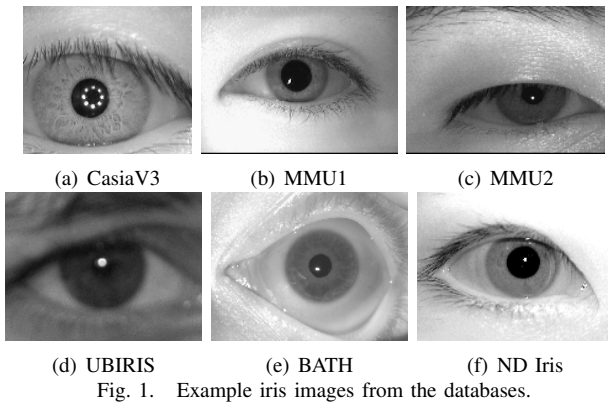 (a) CasiaV3 (b) MMU1 (c) MMU2
(d) UBIRIS (e) BATH (f) ND Iris
Fig. 1. Example iris images from the databases.